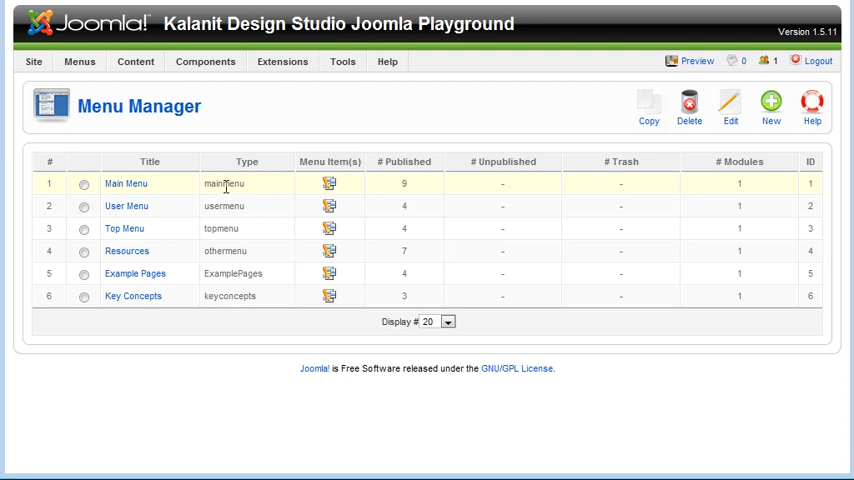 Joomla! Kalanit Design Studio Joomla Playground
Version 1.5.11
Site Menus Content Components Extensions Tools Help Preview 0 1 Logout
Menu Manager
Copy Delete Edit New Help
# Title Type Menu Item(s) # Published # Unpublished # Trash # Modules ID
1 Main Menu mainmenu 9 - - 1 1
2 User Menu usermenu 4 - - 1 2
3 Top Menu topmenu 4 - - 1 3
4 Resources othermenu 7 - - 1 4
5 Example Pages ExamplePages 4 - - 1 5
6 Key Concepts keyconcepts 3 - - 1 6
Display # 20
Joomla! is Free Software released under the GNU/GPL License.